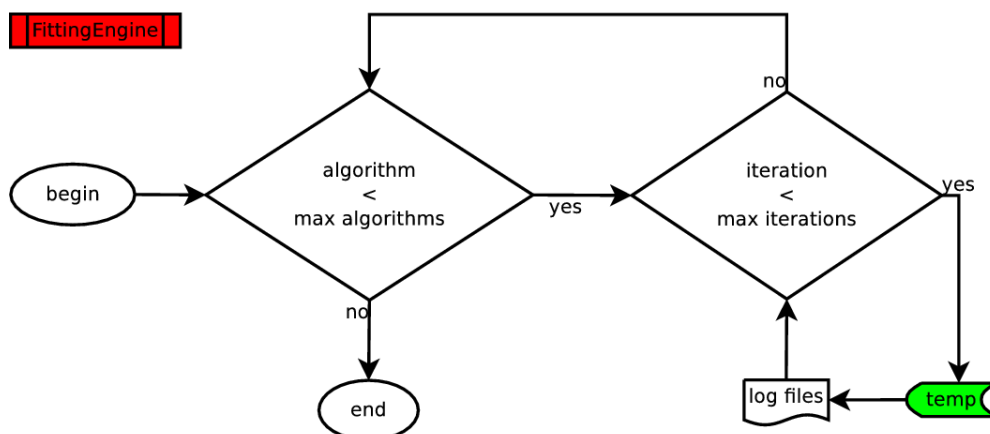 FittingEngine
no
begin
algorithm
<
max algorithms
yes
iteration
<
max iterations
yes
no
end
log files
temp